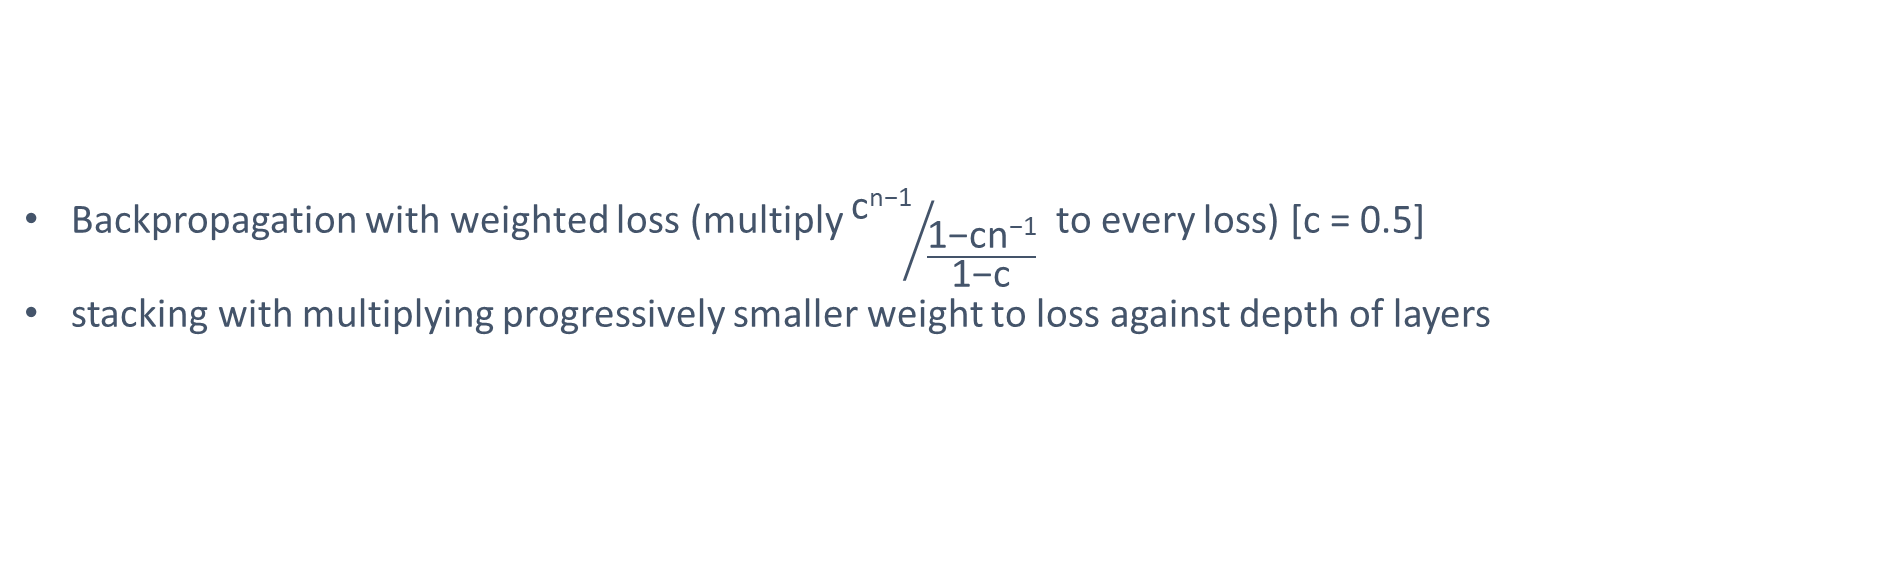 • Backpropagation with weighted loss (multiply cⁿ⁻¹/((1−cn⁻¹)/(1−c)) to every loss) [c = 0.5]
• stacking with multiplying progressively smaller weight to loss against depth of layers